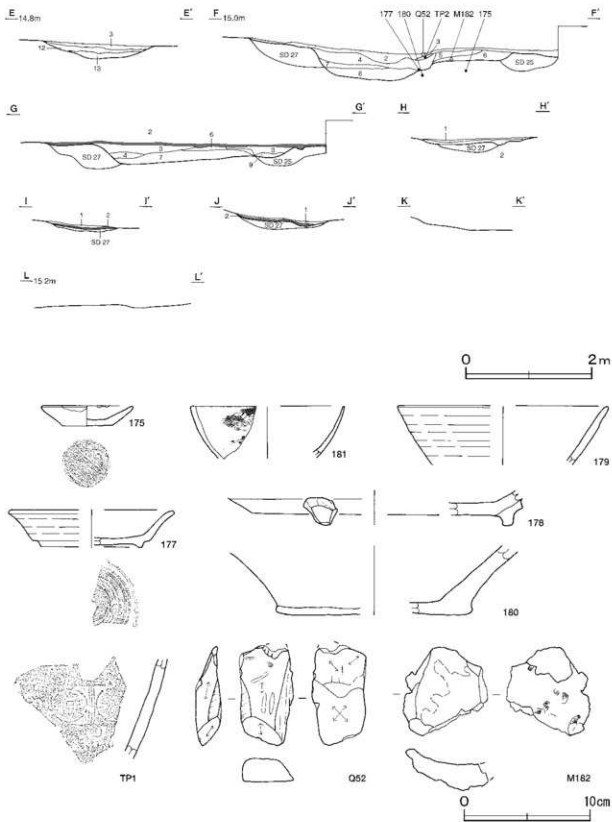 E 14.8m 3 E′ F 15.0m 177 180 Q52 TP2 M182 175 F′
12 13 SD 27 4 2 8 3 5 6 SD 25
G 2 6 G′ H H′
SD 27 4 3 7 9 3 SD 25 1 SD 27 2
I 1 2 I′ J 1 J′ K K′
SD 27 2 SD 27
L 15.2m L′
0 2m
175 181 179
177 178
180
TP1 Q52 M182
0 10cm